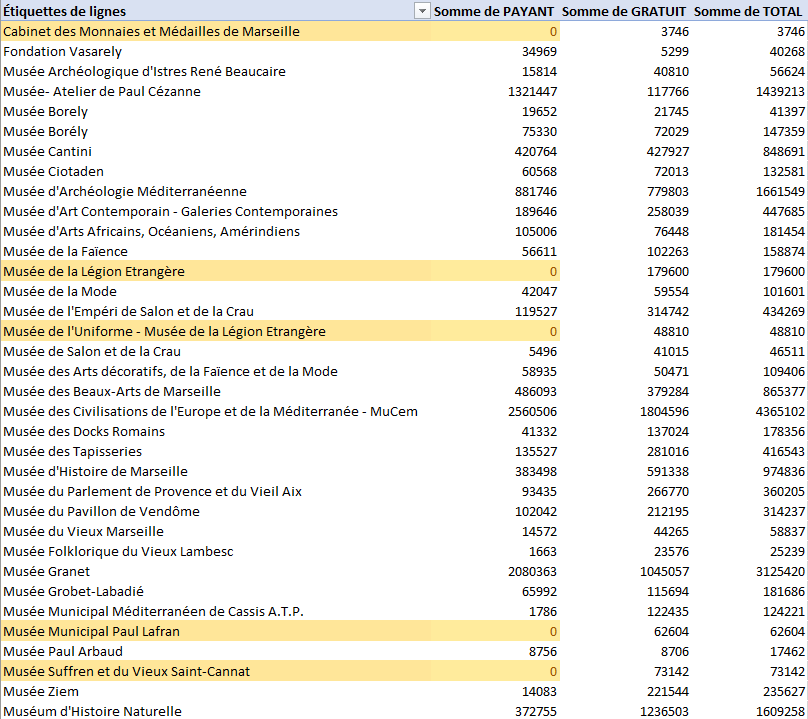 Étiquettes de lignes Somme de PAYANT Somme de GRATUIT Somme de TOTAL
Cabinet des Monnaies et Médailles de Marseille 0 3746 3746
Fondation Vasarely 34969 5299 40268
Musée Archéologique d'Istres René Beaucaire 15814 40810 56624
Musée- Atelier de Paul Cézanne 1321447 117766 1439213
Musée Borely 19652 21745 41397
Musée Borély 75330 72029 147359
Musée Cantini 420764 427927 848691
Musée Ciotaden 60568 72013 132581
Musée d'Archéologie Méditerranéenne 881746 779803 1661549
Musée d'Art Contemporain - Galeries Contemporaines 189646 258039 447685
Musée d'Arts Africains, Océaniens, Amérindiens 105006 76448 181454
Musée de la Faïence 56611 102263 158874
Musée de la Légion Etrangère 0 179600 179600
Musée de la Mode 42047 59554 101601
Musée de l'Empéri de Salon et de la Crau 119527 314742 434269
Musée de l'Uniforme - Musée de la Légion Etrangère 0 48810 48810
Musée de Salon et de la Crau 5496 41015 46511
Musée des Arts décoratifs, de la Faïence et de la Mode 58935 50471 109406
Musée des Beaux-Arts de Marseille 486093 379284 865377
Musée des Civilisations de l'Europe et de la Méditerranée - MuCem 2560506 1804596 4365102
Musée des Docks Romains 41332 137024 178356
Musée des Tapisseries 135527 281016 416543
Musée d'Histoire de Marseille 383498 591338 974836
Musée du Parlement de Provence et du Vieil Aix 93435 266770 360205
Musée du Pavillon de Vendôme 102042 212195 314237
Musée du Vieux Marseille 14572 44265 58837
Musée Folklorique du Vieux Lambesc 1663 23576 25239
Musée Granet 2080363 1045057 3125420
Musée Grobet-Labadié 65992 115694 181686
Musée Municipal Méditerranéen de Cassis A.T.P. 1786 122435 124221
Musée Municipal Paul Lafran 0 62604 62604
Musée Paul Arbaud 8756 8706 17462
Musée Suffren et du Vieux Saint-Cannat 0 73142 73142
Musée Ziem 14083 221544 235627
Muséum d'Histoire Naturelle 372755 1236503 1609258